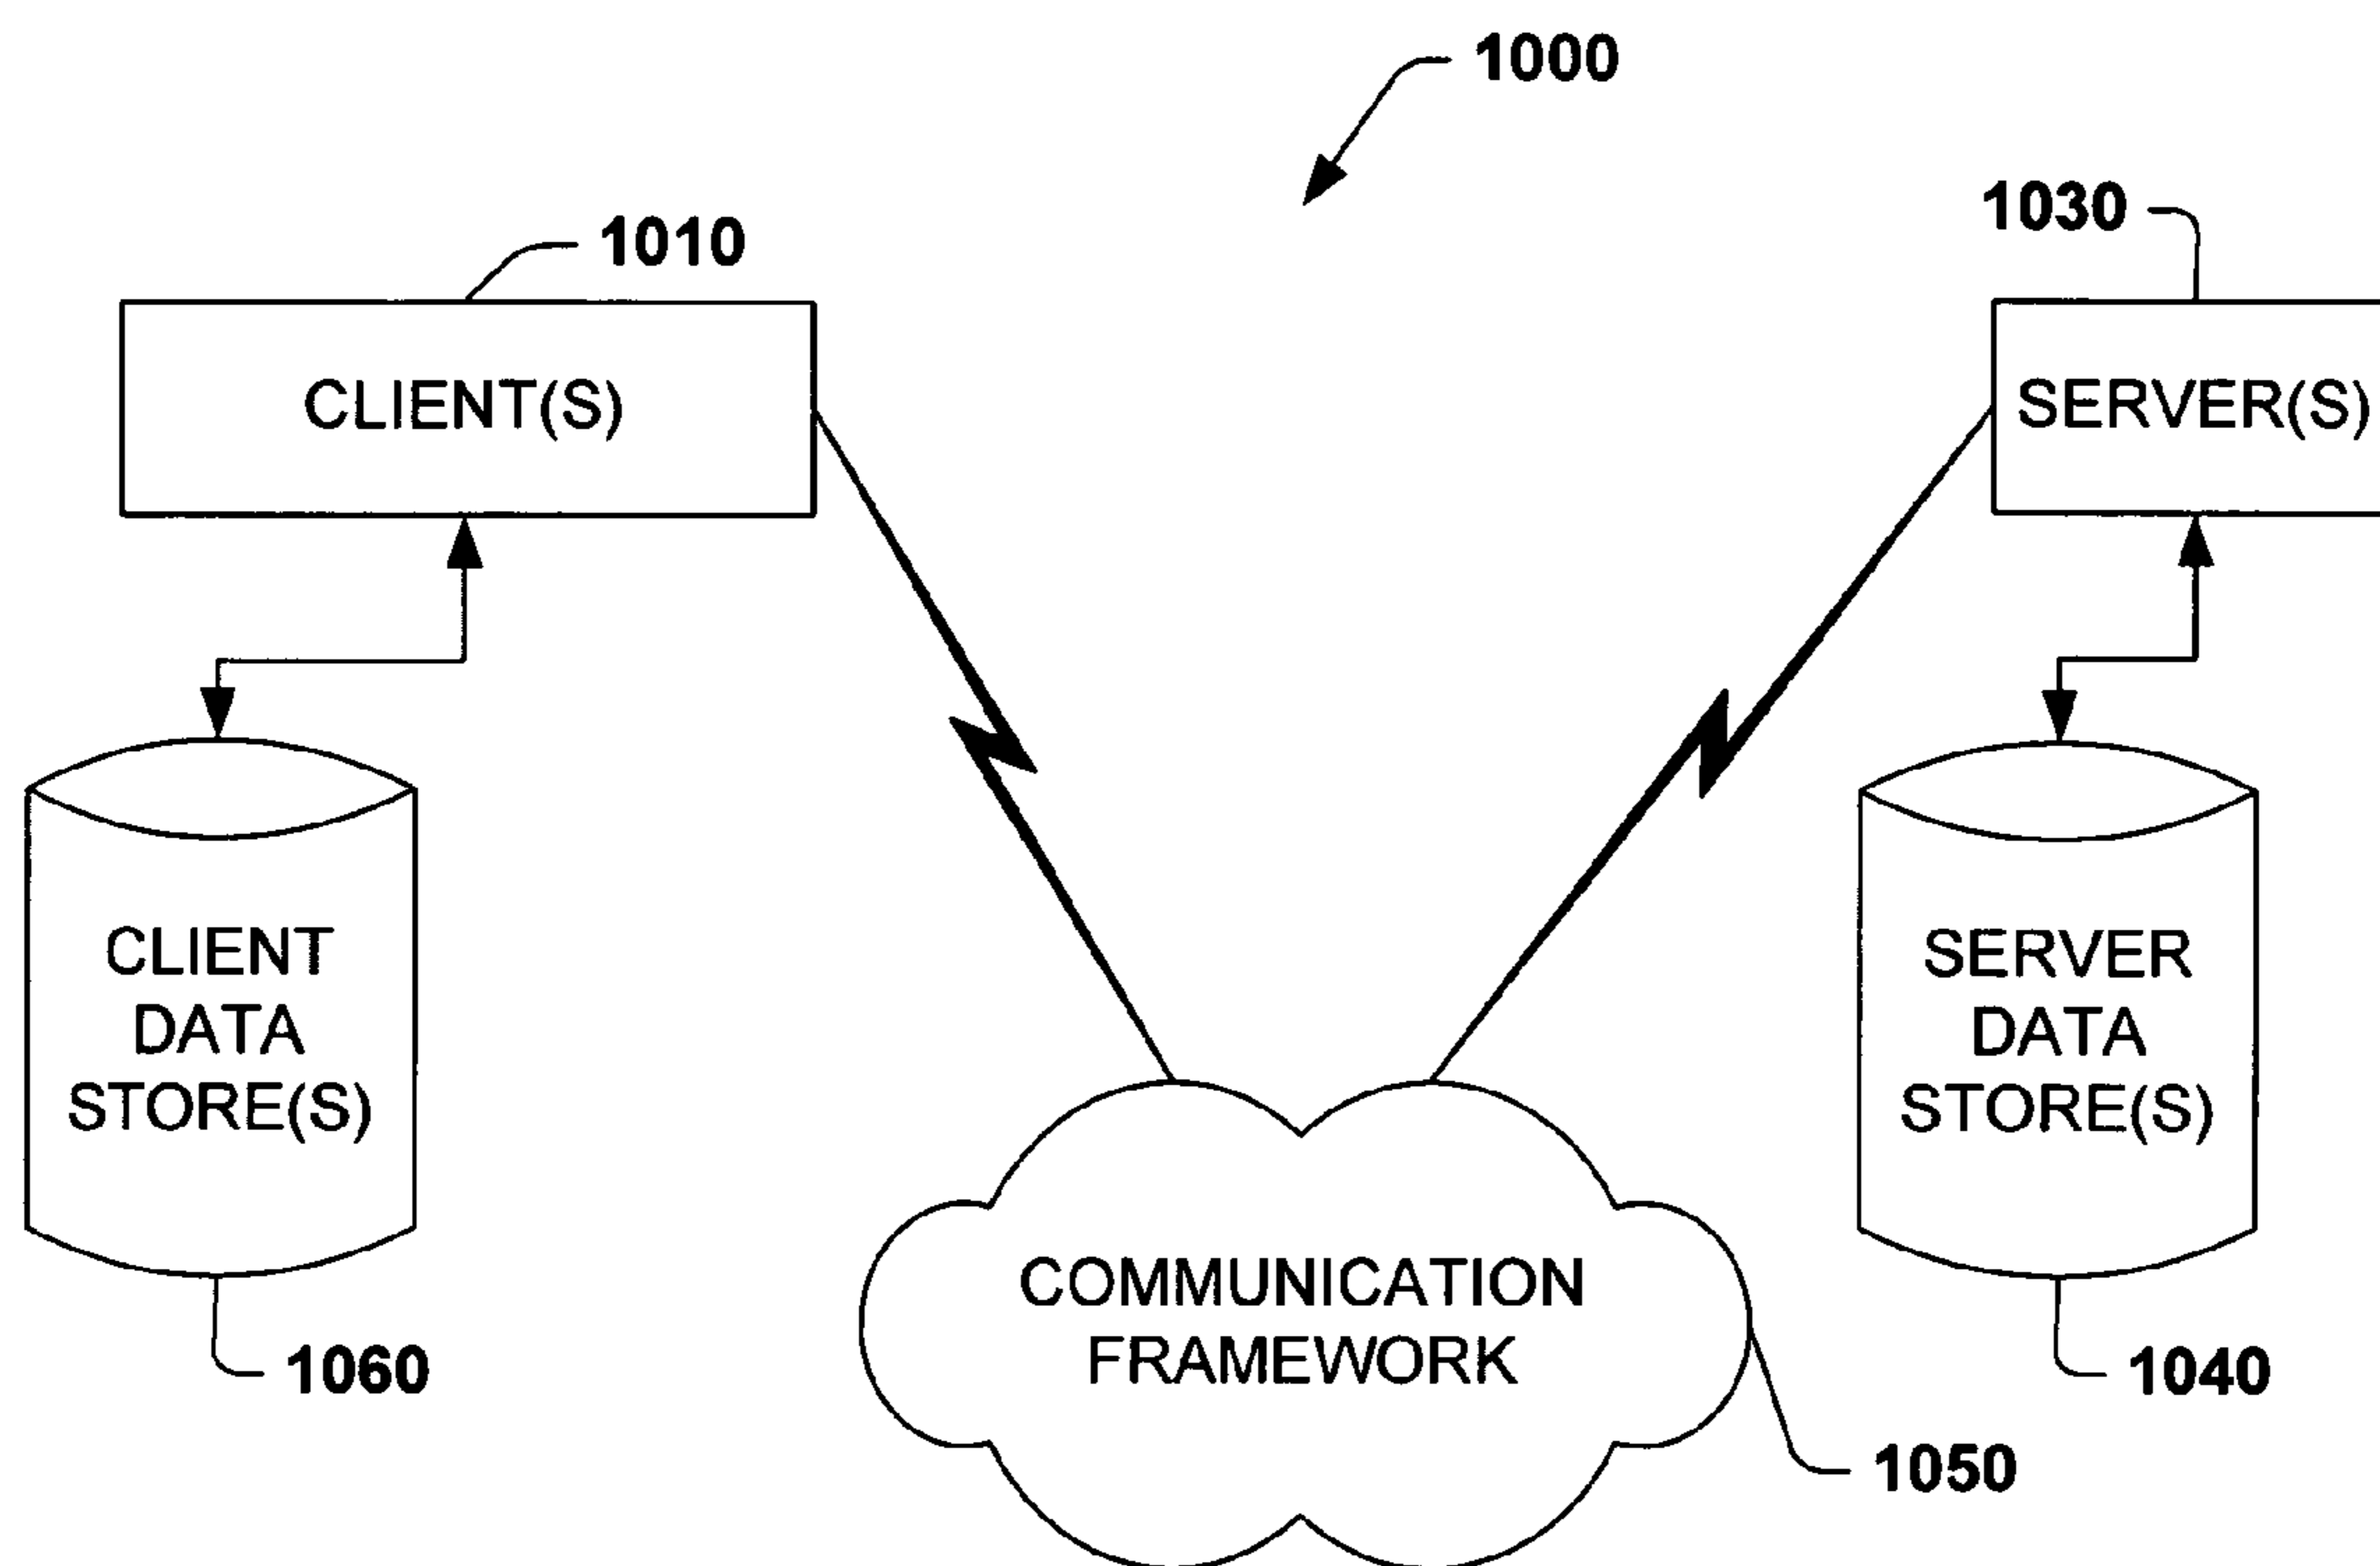 1000
1010
1030
CLIENT(S)
SERVER(S)
CLIENT
DATA
STORE(S)
SERVER
DATA
STORE(S)
COMMUNICATION
FRAMEWORK
1060
1040
1050